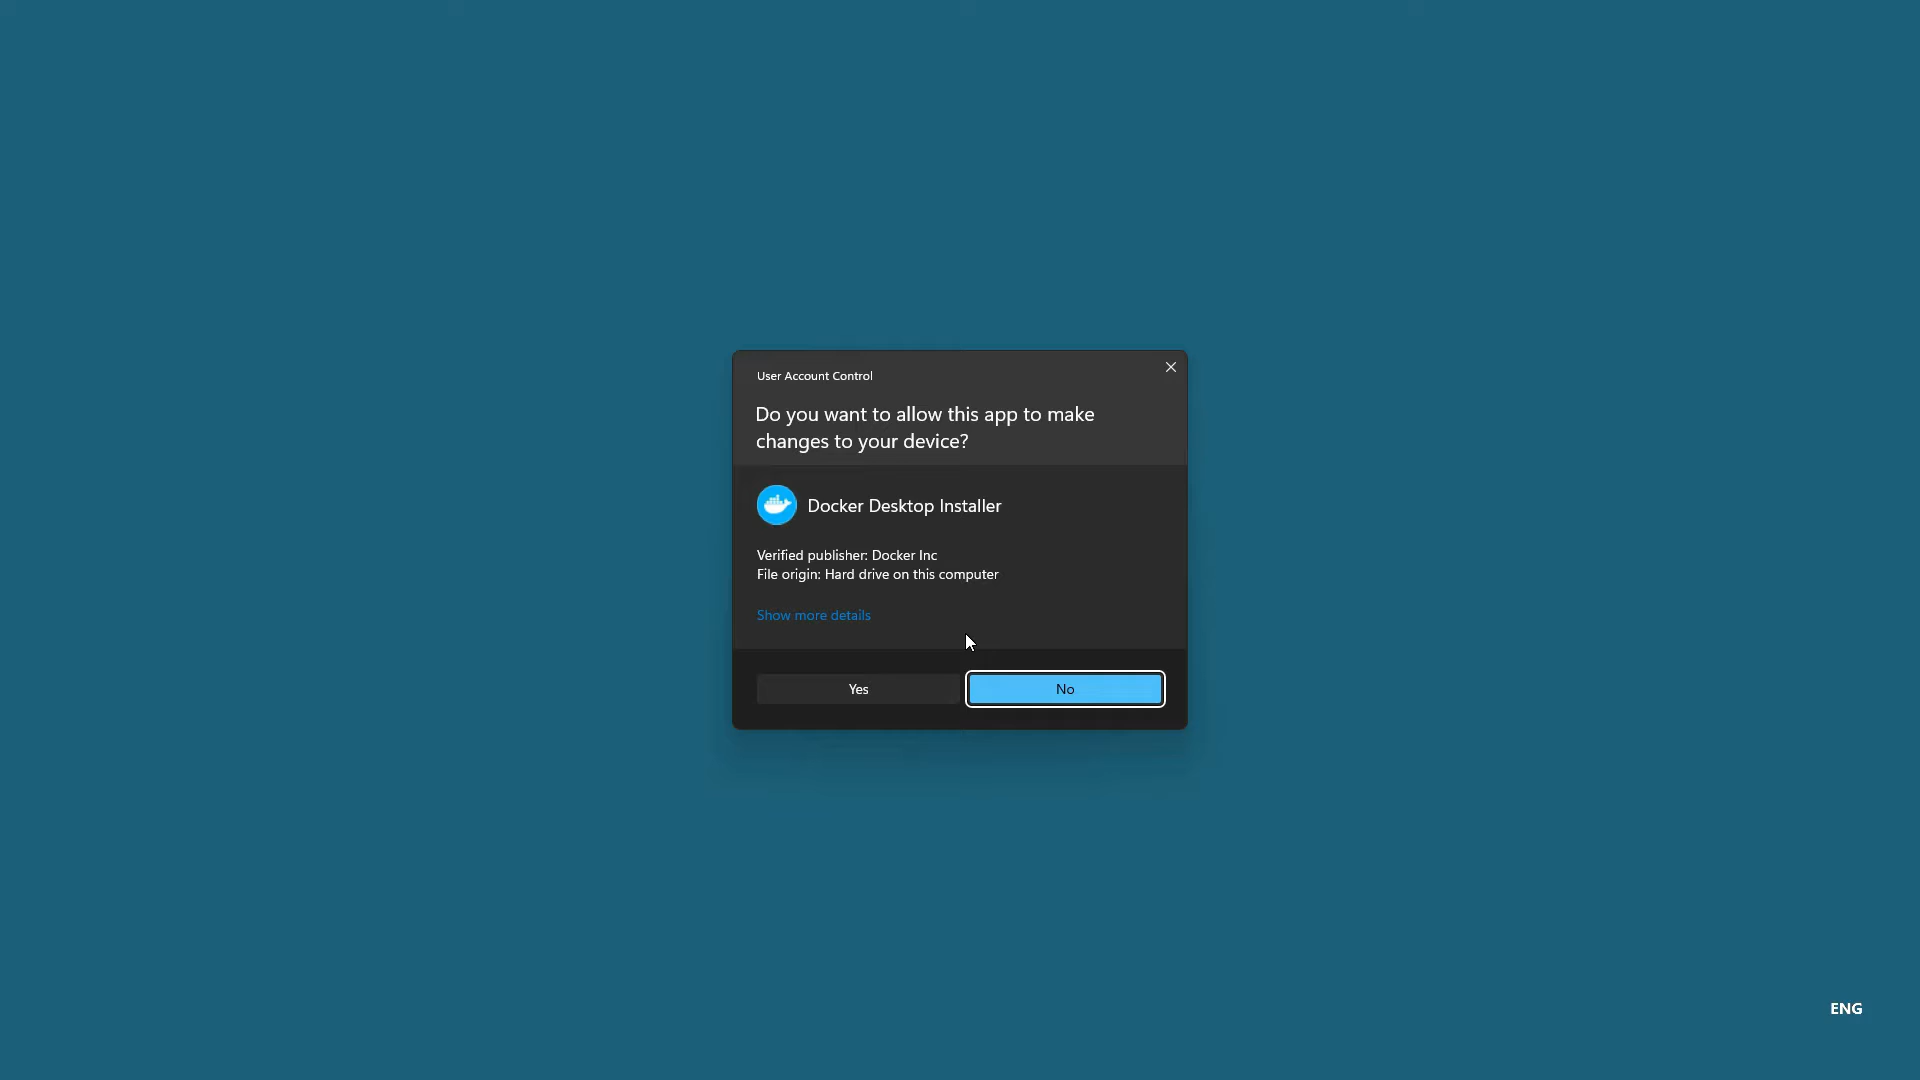 User Account Control
Do you want to allow this app to make
changes to your device?
Docker Desktop Installer
Verified publisher: Docker Inc
File origin: Hard drive on this computer
Show more details
Yes
No
ENG